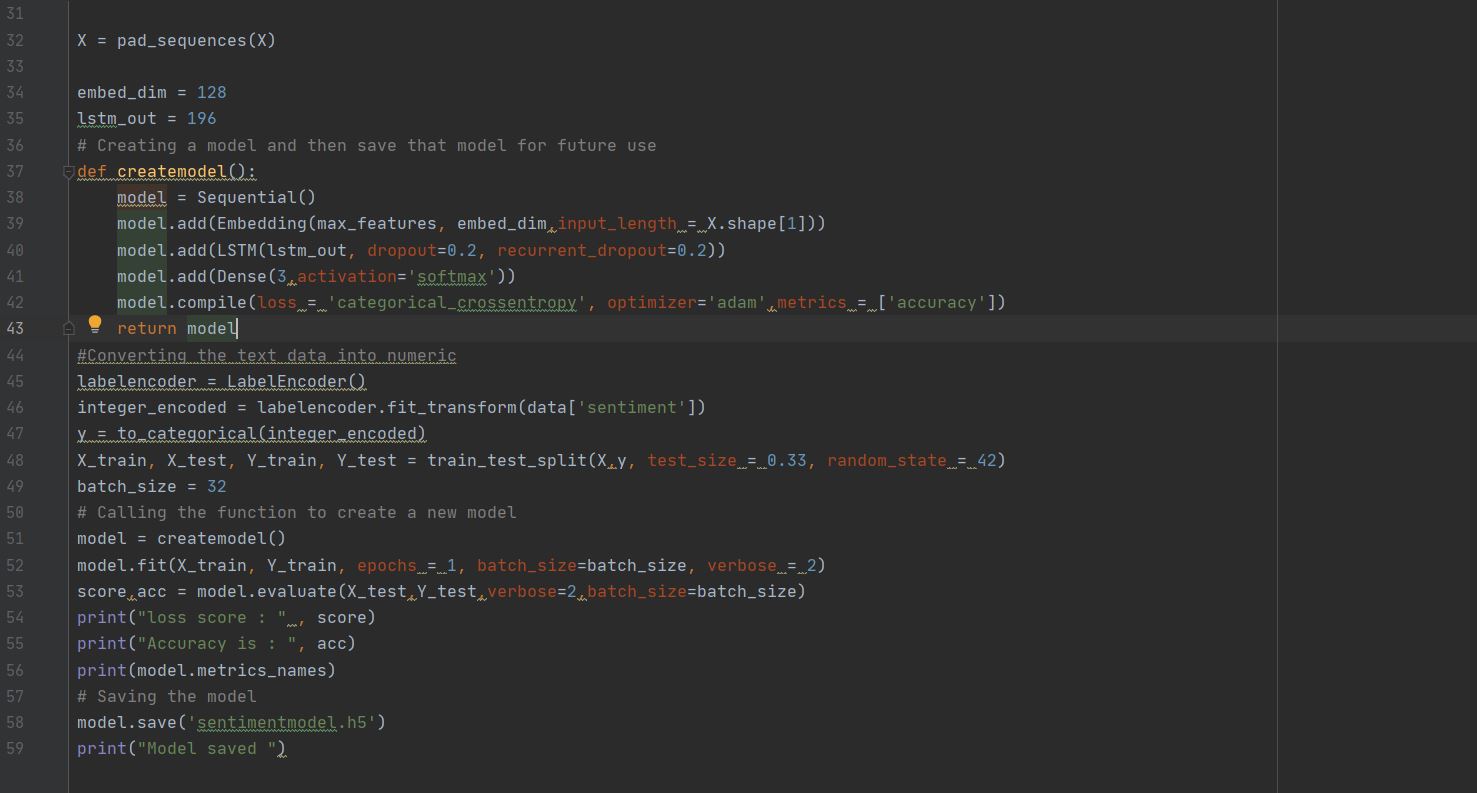 31
32 X = pad_sequences(X)
33
34 embed_dim = 128
35 lstm_out = 196
36 # Creating a model and then save that model for future use
37 def createmodel():
38     model = Sequential()
39     model.add(Embedding(max_features, embed_dim,input_length = X.shape[1]))
40     model.add(LSTM(lstm_out, dropout=0.2, recurrent_dropout=0.2))
41     model.add(Dense(3,activation='softmax'))
42     model.compile(loss = 'categorical_crossentropy', optimizer='adam',metrics = ['accuracy'])
43     return model
44 #Converting the text data into numeric
45 labelencoder = LabelEncoder()
46 integer_encoded = labelencoder.fit_transform(data['sentiment'])
47 y = to_categorical(integer_encoded)
48 X_train, X_test, Y_train, Y_test = train_test_split(X,y, test_size = 0.33, random_state = 42)
49 batch_size = 32
50 # Calling the function to create a new model
51 model = createmodel()
52 model.fit(X_train, Y_train, epochs = 1, batch_size=batch_size, verbose = 2)
53 score,acc = model.evaluate(X_test,Y_test,verbose=2,batch_size=batch_size)
54 print("loss score : " , score)
55 print("Accuracy is : ", acc)
56 print(model.metrics_names)
57 # Saving the model
58 model.save('sentimentmodel.h5')
59 print("Model saved ")